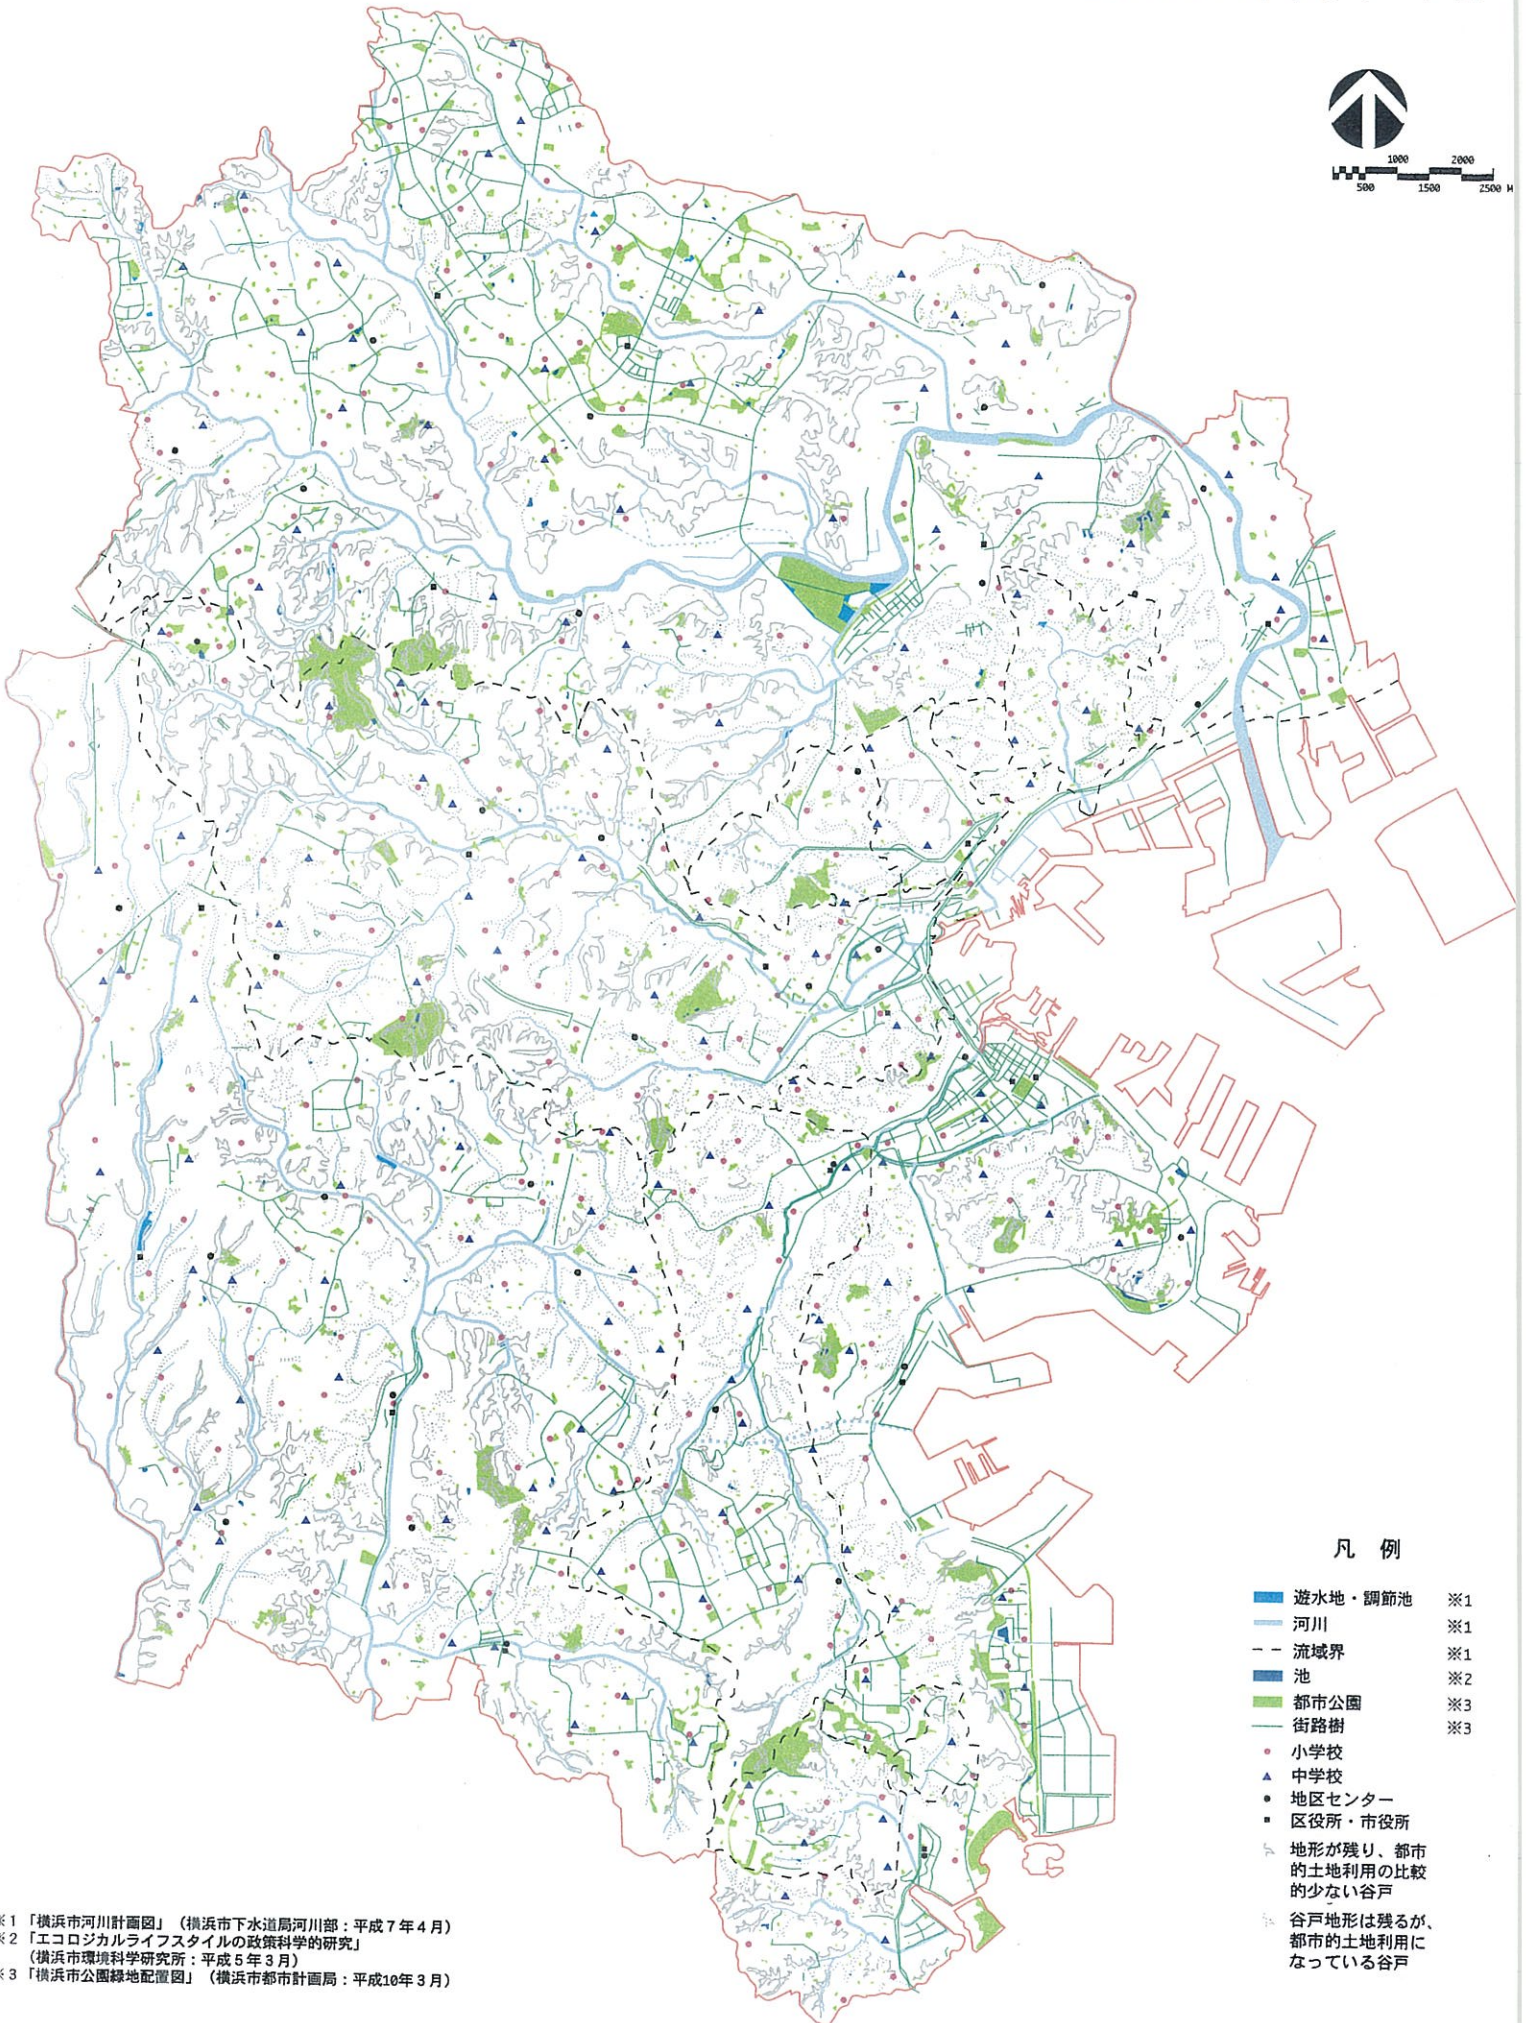 1000 2000
500 1500 2500 M
凡 例
遊水地・調節池 ※1
河川 ※1
流域界 ※1
池 ※2
都市公園 ※3
街路樹 ※3
小学校
中学校
地区センター
区役所・市役所
地形が残り、都市
的土地利用の比較
的少ない谷戸
谷戸地形は残るが、
都市的土地利用に
なっている谷戸
※1「横浜市河川計画図」（横浜市下水道局河川部：平成7年4月）
※2「エコロジカルライフスタイルの政策科学的研究」
（横浜市環境科学研究所：平成5年3月）
※3「横浜市公園緑地配置図」（横浜市都市計画局：平成10年3月）